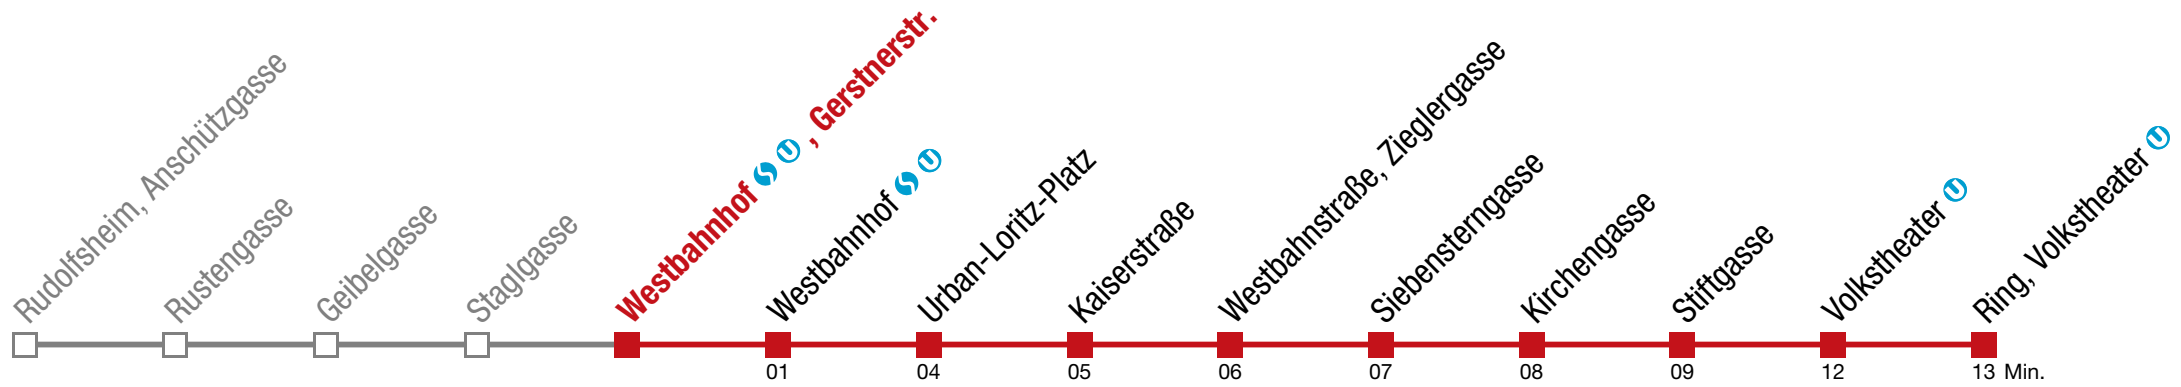 Rudolfsheim, Anschützgasse
Rustengasse
Geibelgasse
Staglgasse
Westbahnhof S U , Gerstnerstr.
Westbahnhof S U
Urban-Loritz-Platz
Kaiserstraße
Westbahnstraße, Zieglergasse
Siebensterngasse
Kirchengasse
Stiftgasse
Volkstheater U
Ring, Volkstheater U
01 04 05 06 07 08 09 12 13 Min.